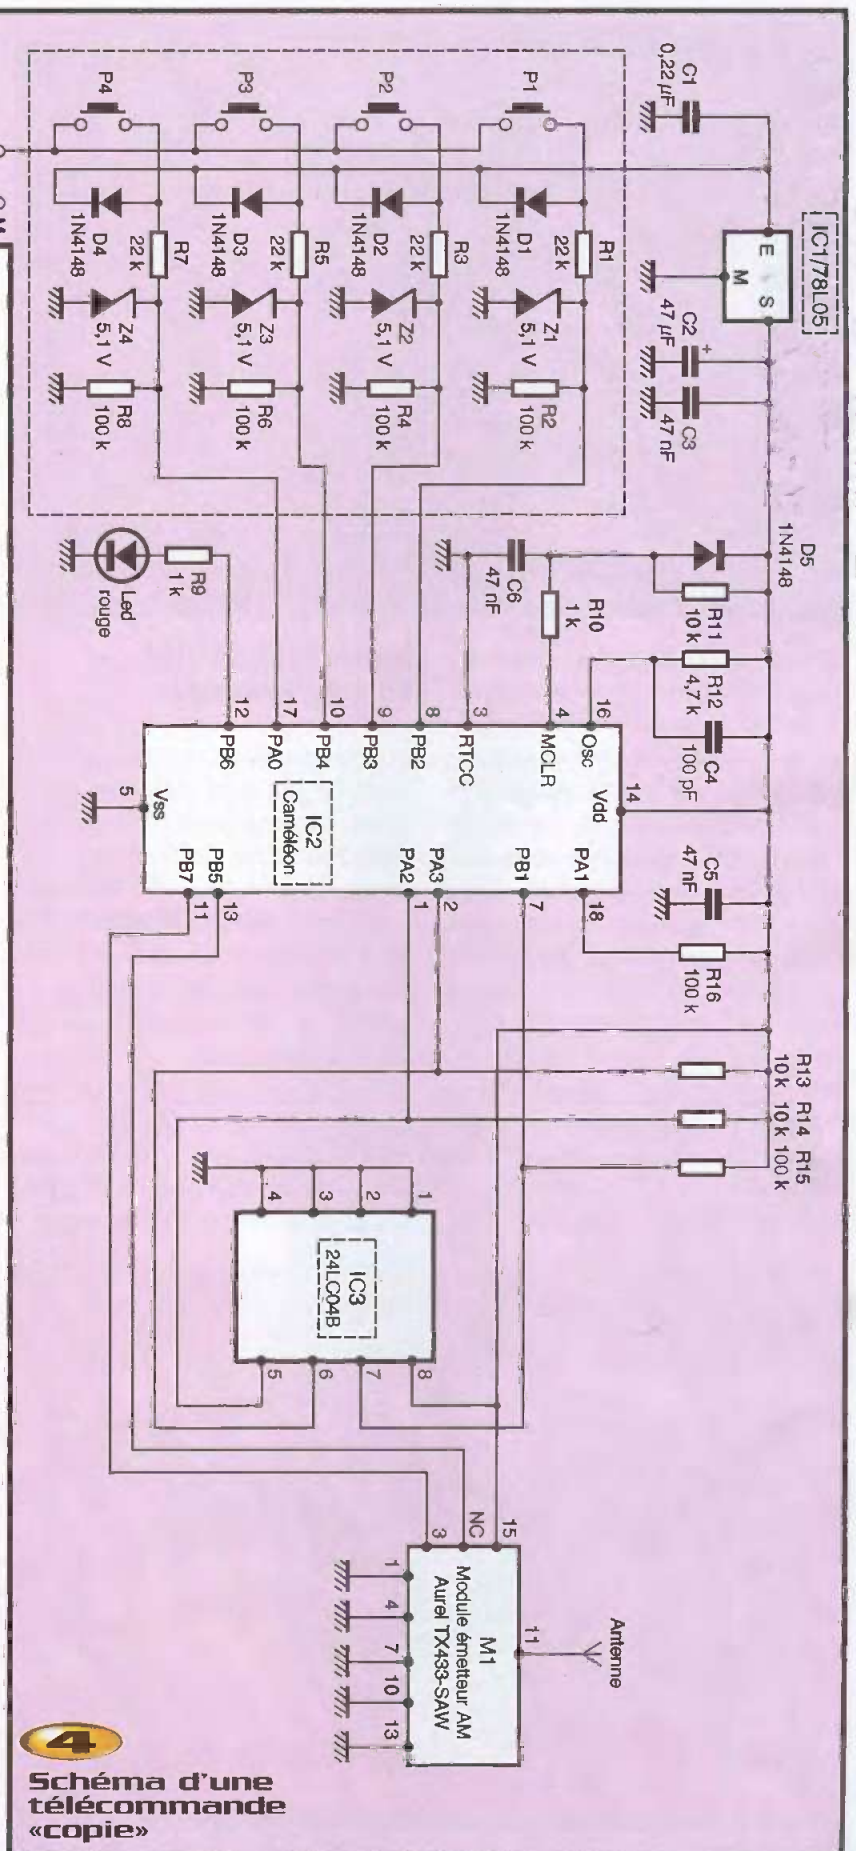 C1
0,22 µF
IC1/78L05
E
S
M
C2
47 µF
+
C3
47 nF
P1
P2
P3
P4
D1
1N4148
D2
1N4148
D3
1N4148
D4
1N4148
R1
22 k
R3
22 k
R5
22 k
R7
22 k
Z1
5,1 V
Z2
5,1 V
Z3
5,1 V
Z4
5,1 V
R2
100 k
R4
100 k
R6
100 k
R8
100 k
D5
1N4148
R11
10 k
R12
4,7 k
C4
100 pF
C6
47 nF
R10
1 k
R9
1 k
Led
rouge
16
4
3
8
9
10
17
12
Osc
MCLR
RTCC
PB2
PB3
PB4
PA0
PB6
Vdd
14
IC2
Caméléon
Vss
5
PA1
PB1
PA3
PA2
PB5
PB7
18
7
2
1
13
11
C5
47 nF
R16
100 k
R13
10 k
R14
10 k
R15
100 k
1
2
3
4
IC3
24LC04B
8
7
6
5
15
NC
3
M1
Module émetteur AM
Aurel TX433-SAW
11
Antenne
1
4
7
10
13
4
Schéma d'une
télécommande
«copie»